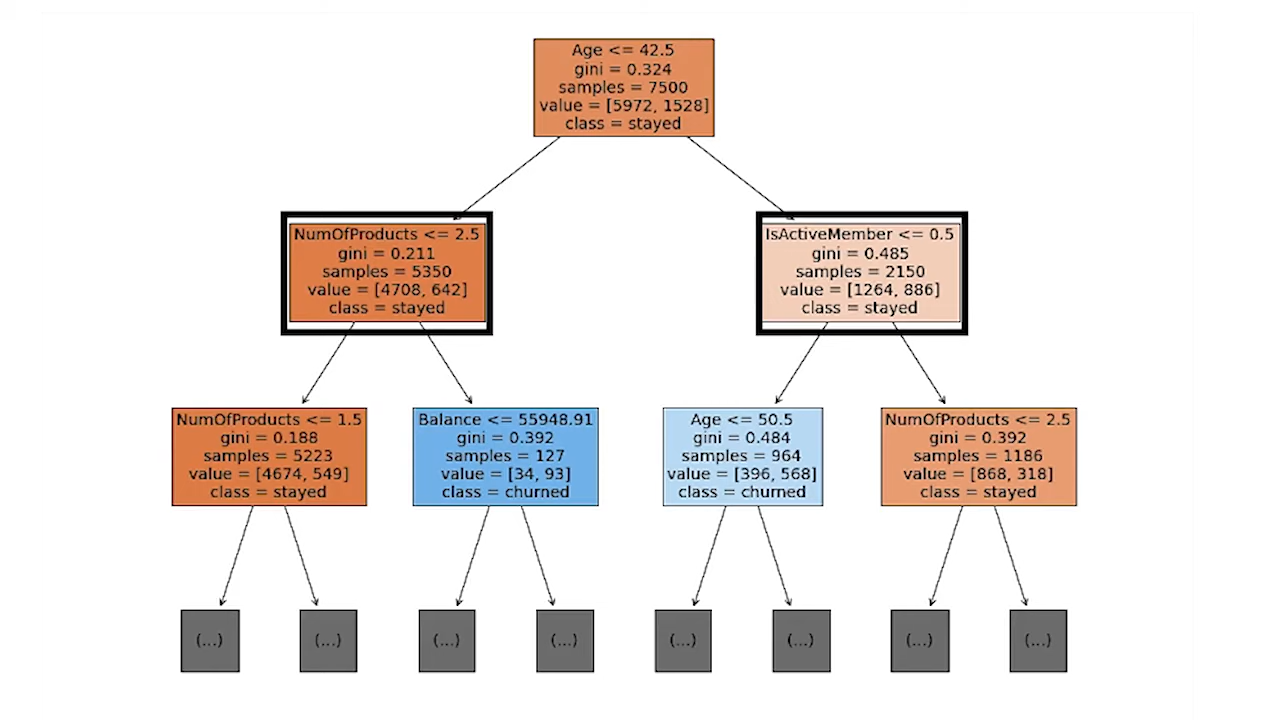 Age <= 42.5
gini = 0.324
samples = 7500
value = [5972, 1528]
class = stayed
NumOfProducts <= 2.5
gini = 0.211
samples = 5350
value = [4708, 642]
class = stayed
IsActiveMember <= 0.5
gini = 0.485
samples = 2150
value = [1264, 886]
class = stayed
NumOfProducts <= 1.5
gini = 0.188
samples = 5223
value = [4674, 549]
class = stayed
Balance <= 55948.91
gini = 0.392
samples = 127
value = [34, 93]
class = churned
Age <= 50.5
gini = 0.484
samples = 964
value = [396, 568]
class = churned
NumOfProducts <= 2.5
gini = 0.392
samples = 1186
value = [868, 318]
class = stayed
(...)
(...)
(...)
(...)
(...)
(...)
(...)
(...)